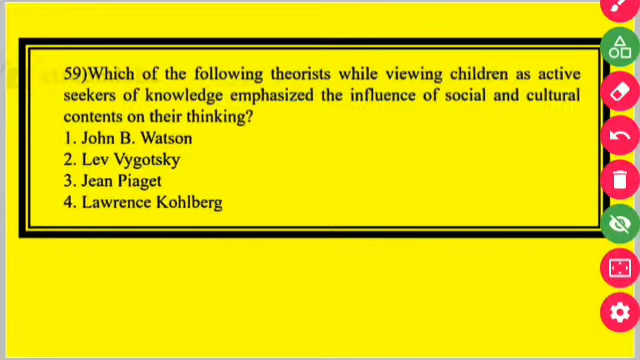 59)Which of the following theorists while viewing children as active
seekers of knowledge emphasized the influence of social and cultural
contents on their thinking?
1. John B. Watson
2. Lev Vygotsky
3. Jean Piaget
4. Lawrence Kohlberg